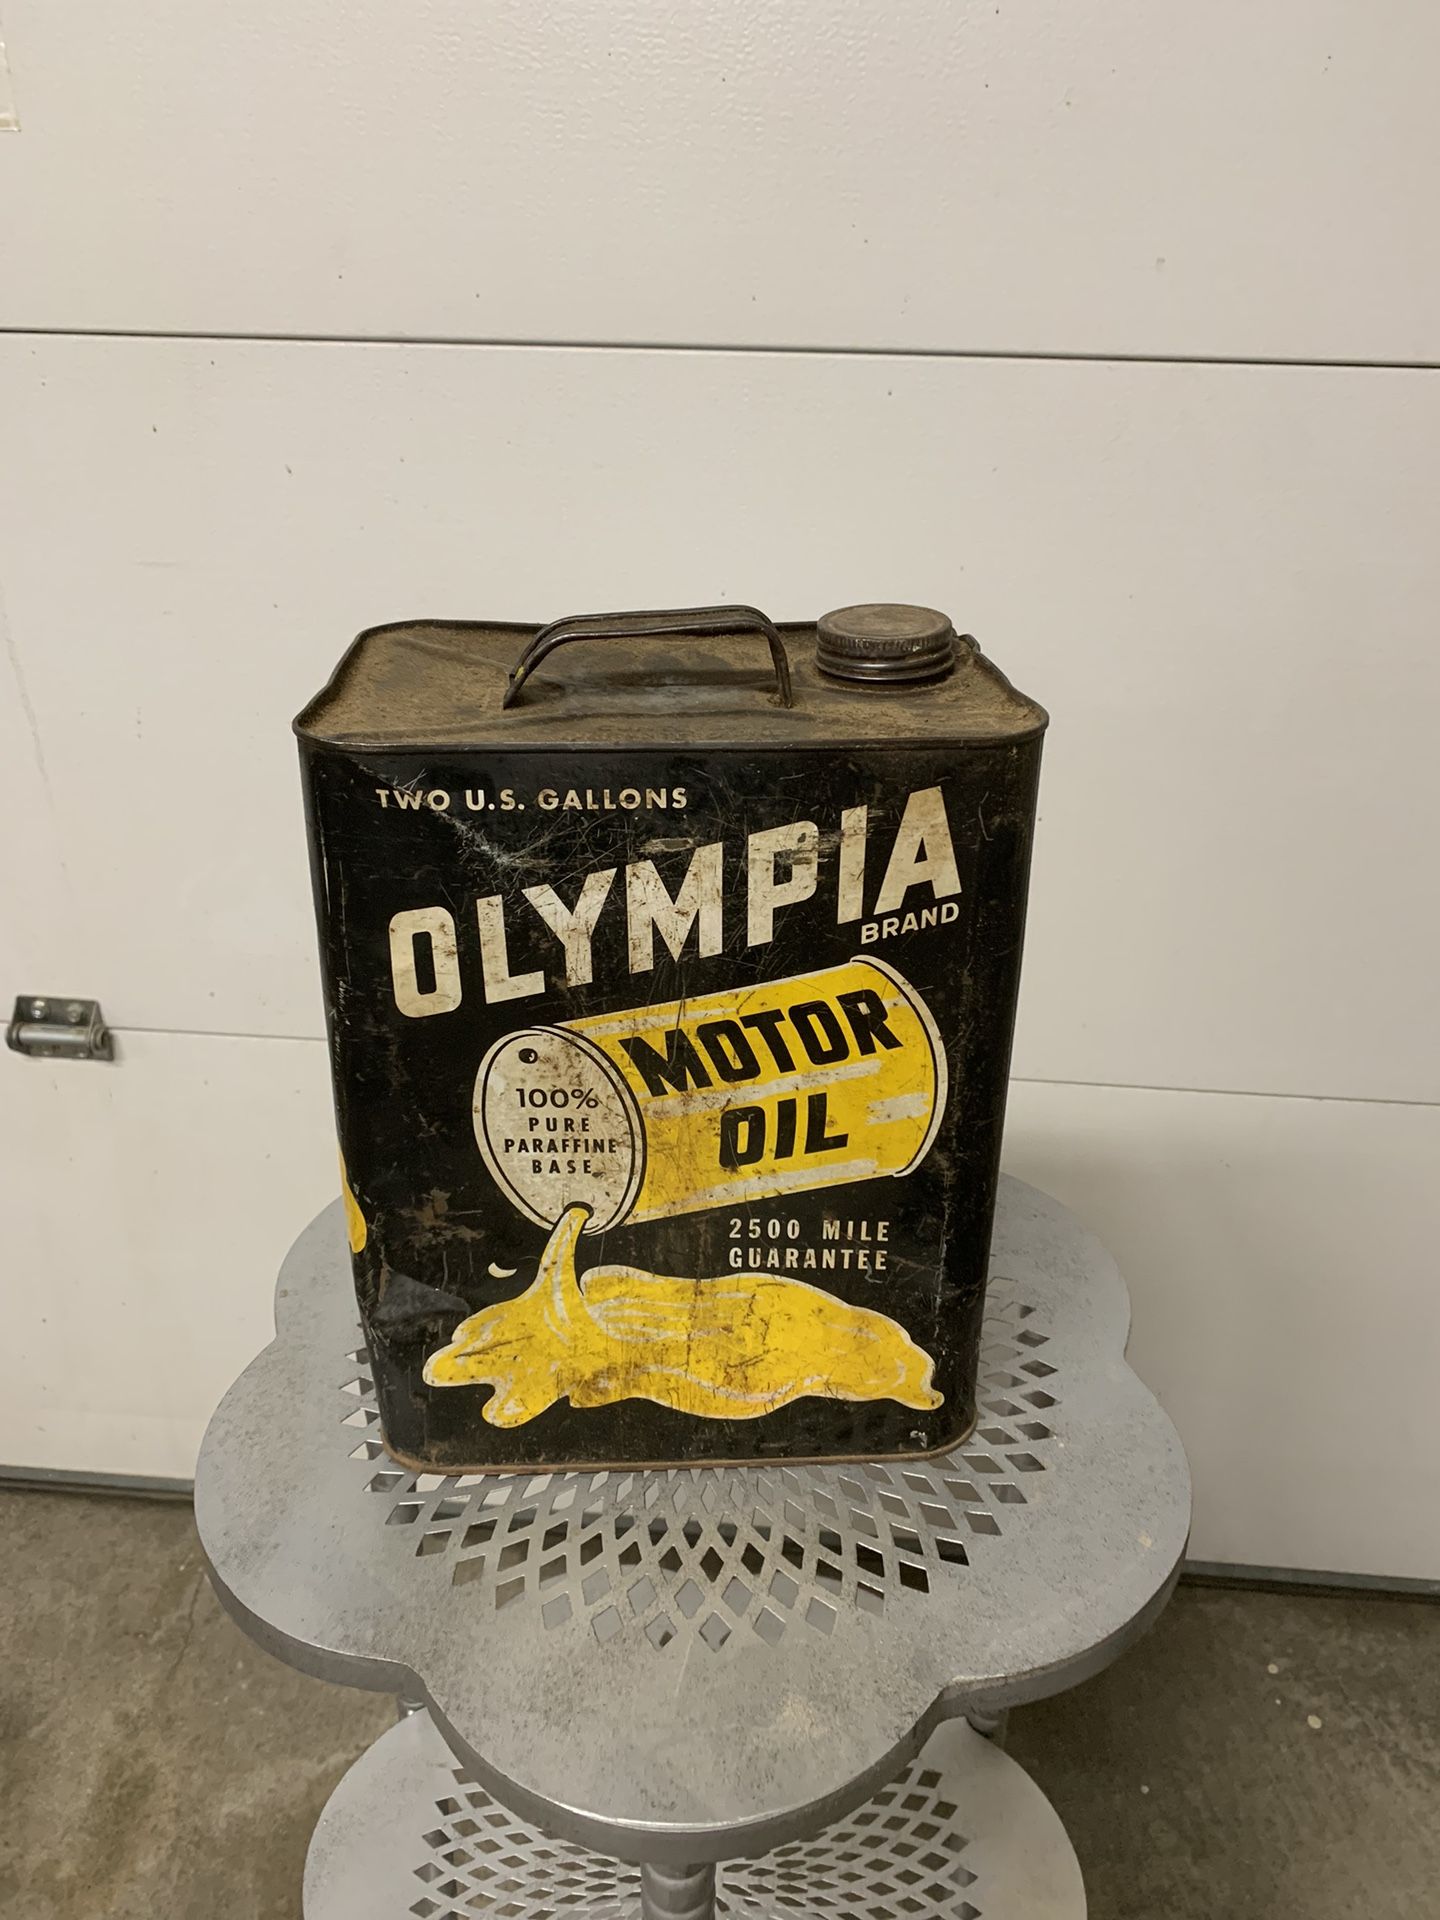 TWO U.S. GALLONS
OLYMPIA
BRAND
MOTOR
OIL
100%
PURE
PARAFFINE
BASE
2500 MILE
GUARANTEE